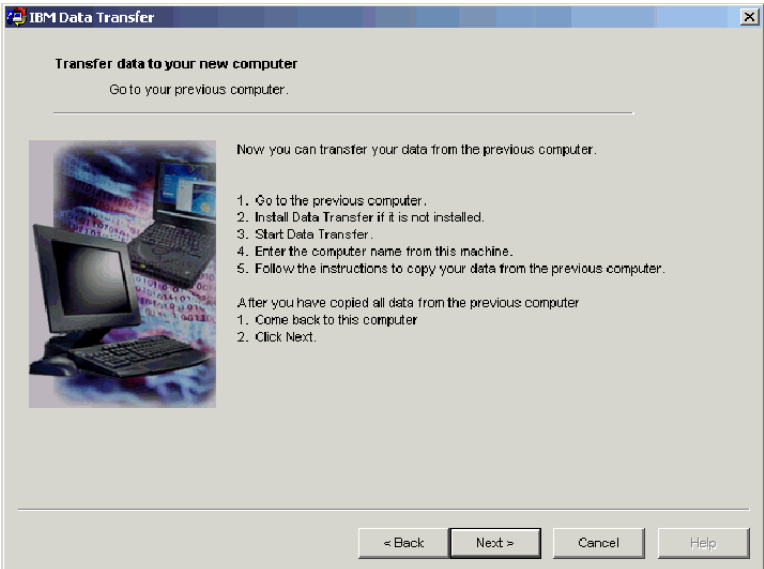 IBM Data Transfer
Transfer data to your new computer
Go to your previous computer.
Now you can transfer your data from the previous computer.
1. Go to the previous computer.
2. Install Data Transfer if it is not installed.
3. Start Data Transfer.
4. Enter the computer name from this machine.
5. Follow the instructions to copy your data from the previous computer.
After you have copied all data from the previous computer
1. Come back to this computer
2. Click Next.
< Back Next > Cancel Help